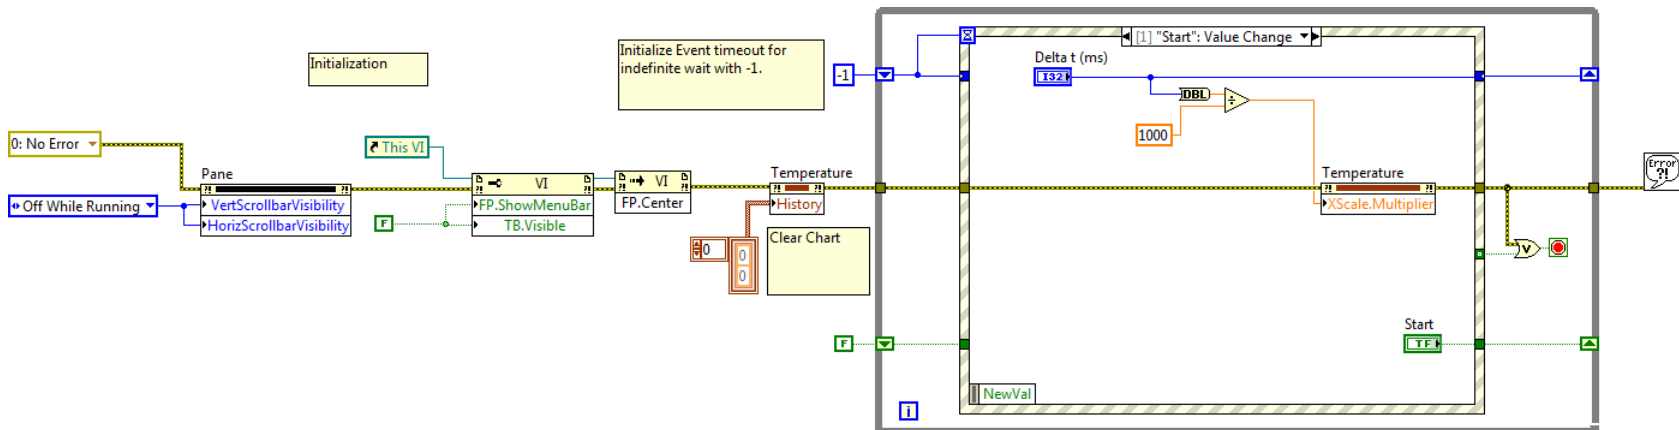 Initialization
Initialize Event timeout for
indefinite wait with -1.
-1
[1] "Start": Value Change
Delta t (ms)
I32
DBL
÷
1000
0: No Error
Off While Running
Pane
?!
?!
VertScrollbarVisibility
HorizScrollbarVisibility
This VI
F
?!
VI
?!
FP.ShowMenuBar
TB.Visible
?!
VI
?!
FP.Center
Temperature
?!
?!
History
0
0
0
Clear Chart
Temperature
?!
?!
XScale.Multiplier
Error
?!
V
F
Start
TF
NewVal
i